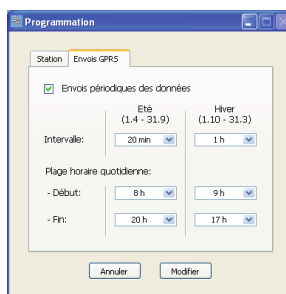 Programmation
Station Envois GPRS
Envois périodiques des données
Eté Hiver
(1.4 - 31.9) (1.10 - 31.3)
Intervalle: 20 min 1 h
Plage horaire quotidienne:
- Début: 8 h 9 h
- Fin: 20 h 17 h
Annuler Modifier